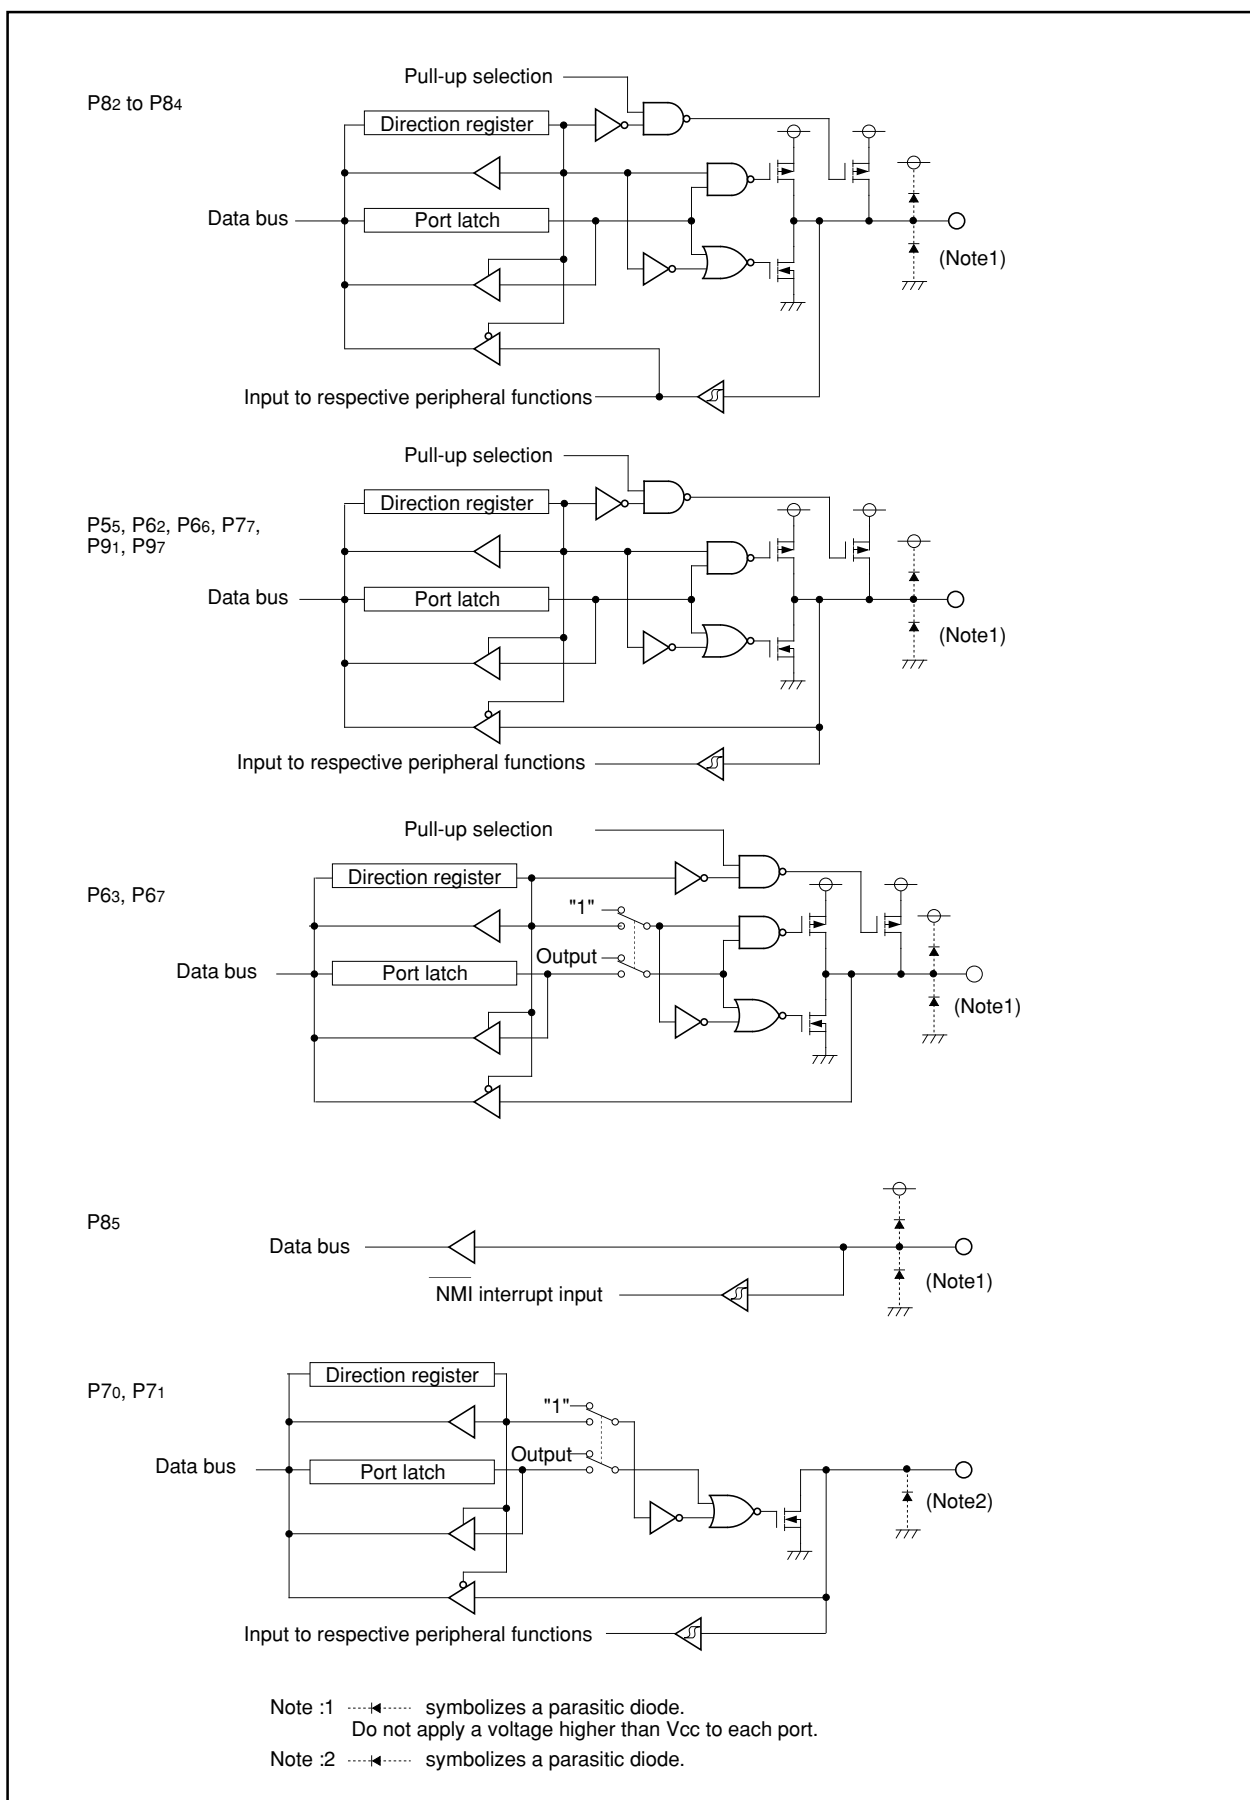 Pull-up selection
P82 to P84
Direction register
Data bus
Port latch
(Note1)
Input to respective peripheral functions
Pull-up selection
Direction register
P55, P62, P66, P77,
P91, P97
Data bus
Port latch
(Note1)
Input to respective peripheral functions
Pull-up selection
Direction register
P63, P67
"1"
Output
Data bus
Port latch
(Note1)
P85
Data bus
(Note1)
NMI interrupt input
Direction register
P70, P71
"1"
Output
Data bus
Port latch
(Note2)
Input to respective peripheral functions
Note :1 symbolizes a parasitic diode.
Do not apply a voltage higher than Vcc to each port.
Note :2 symbolizes a parasitic diode.